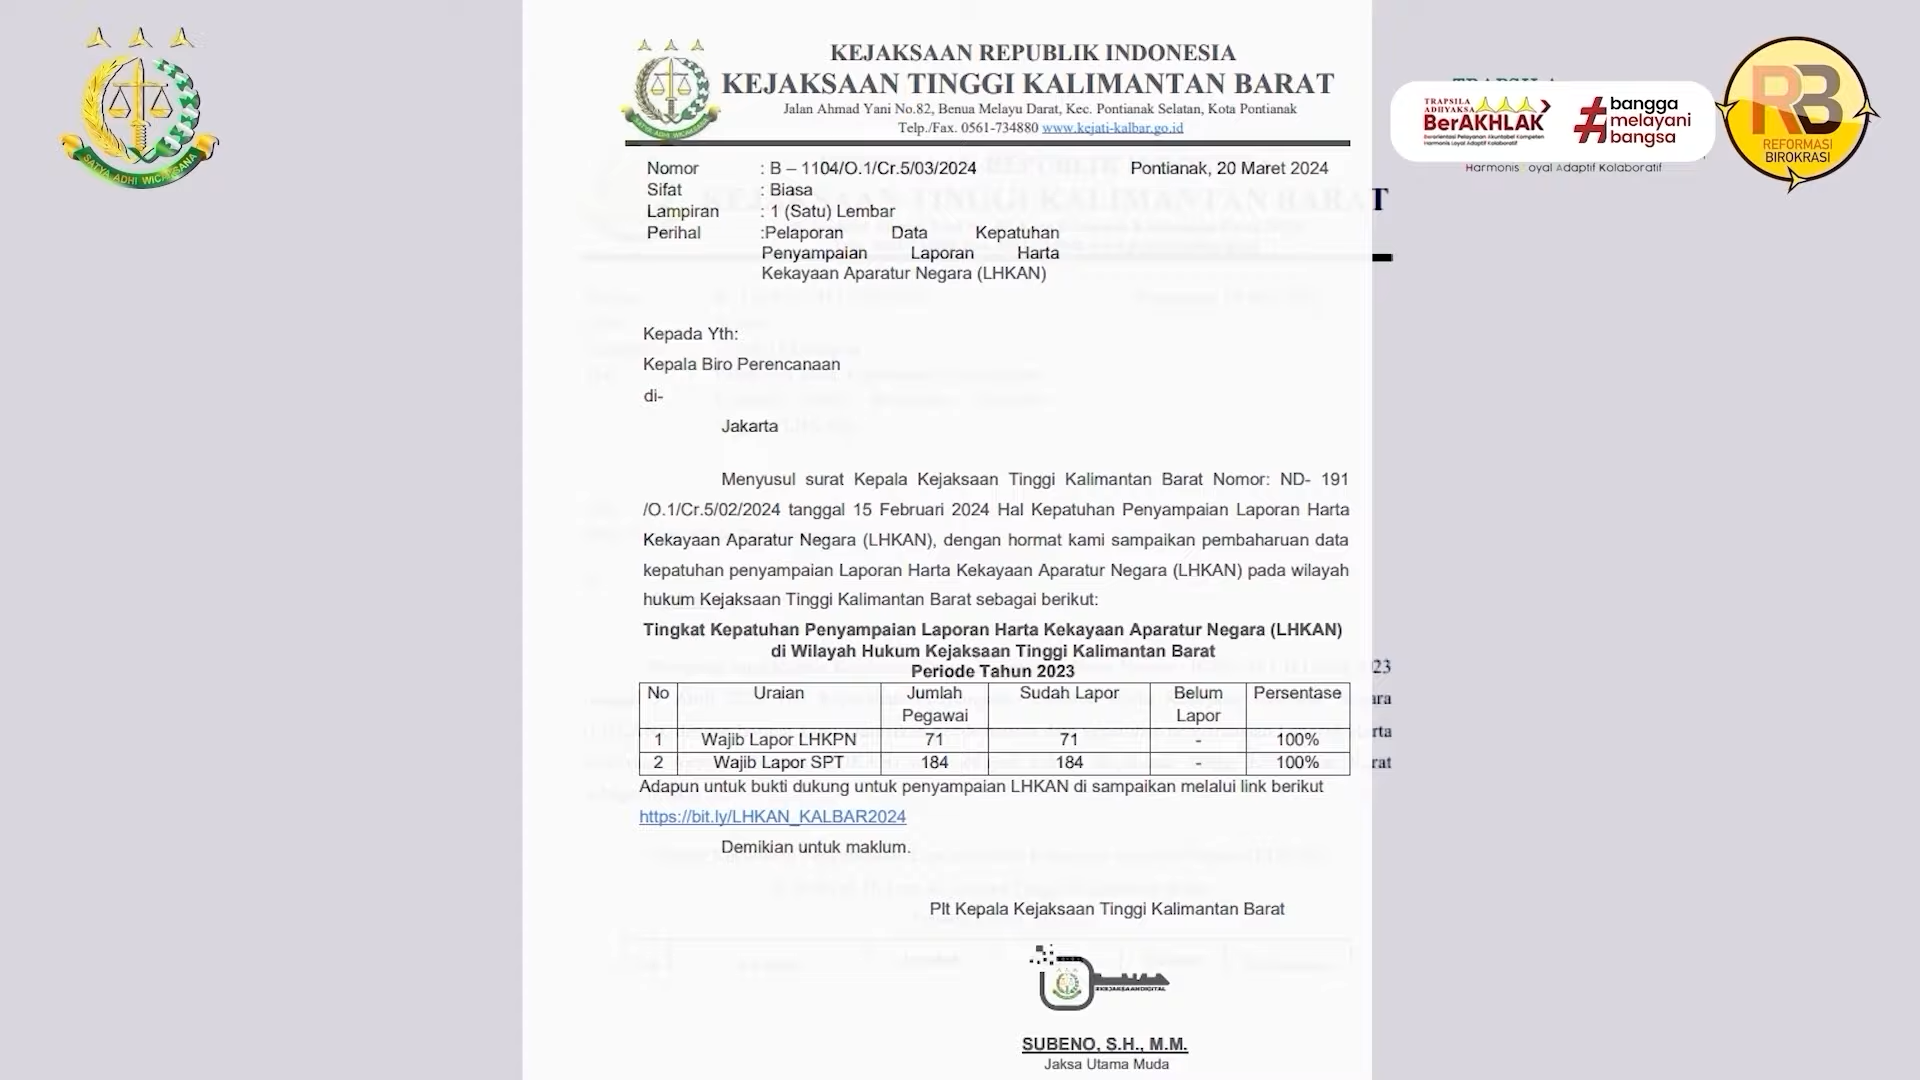 KEJAKSAAN REPUBLIK INDONESIA
KEJAKSAAN TINGGI KALIMANTAN BARAT
Jalan Ahmad Yani No.82, Benua Melayu Darat, Kec. Pontianak Selatan, Kota Pontianak
Telp./Fax. 0561-734880 www.kejati-kalbar.go.id
SATYA ADHI WICAKSANA
TRAPSILA
ADHYAKSA
BerAKHLAK
#bangga
melayani
bangsa
Harmonis Loyal Adaptif Kolaboratif
RB
REFORMASI
BIROKRASI
Nomor : B – 1104/O.1/Cr.5/03/2024 Pontianak, 20 Maret 2024
Sifat : Biasa
Lampiran : 1 (Satu) Lembar
Perihal :Pelaporan Data Kepatuhan
Penyampaian Laporan Harta
Kekayaan Aparatur Negara (LHKAN)
Kepada Yth:
Kepala Biro Perencanaan
di-
Jakarta
Menyusul surat Kepala Kejaksaan Tinggi Kalimantan Barat Nomor: ND- 191
/O.1/Cr.5/02/2024 tanggal 15 Februari 2024 Hal Kepatuhan Penyampaian Laporan Harta
Kekayaan Aparatur Negara (LHKAN), dengan hormat kami sampaikan pembaharuan data
kepatuhan penyampaian Laporan Harta Kekayaan Aparatur Negara (LHKAN) pada wilayah
hukum Kejaksaan Tinggi Kalimantan Barat sebagai berikut:
Tingkat Kepatuhan Penyampaian Laporan Harta Kekayaan Aparatur Negara (LHKAN)
di Wilayah Hukum Kejaksaan Tinggi Kalimantan Barat
Periode Tahun 2023
No Uraian Jumlah Pegawai Sudah Lapor Belum Lapor Persentase
1 Wajib Lapor LHKPN 71 71 - 100%
2 Wajib Lapor SPT 184 184 - 100%
Adapun untuk bukti dukung untuk penyampaian LHKAN di sampaikan melalui link berikut
https://bit.ly/LHKAN_KALBAR2024
Demikian untuk maklum.
Plt Kepala Kejaksaan Tinggi Kalimantan Barat
#KEJAKSAANDIGITAL
SUBENO, S.H., M.M.
Jaksa Utama Muda